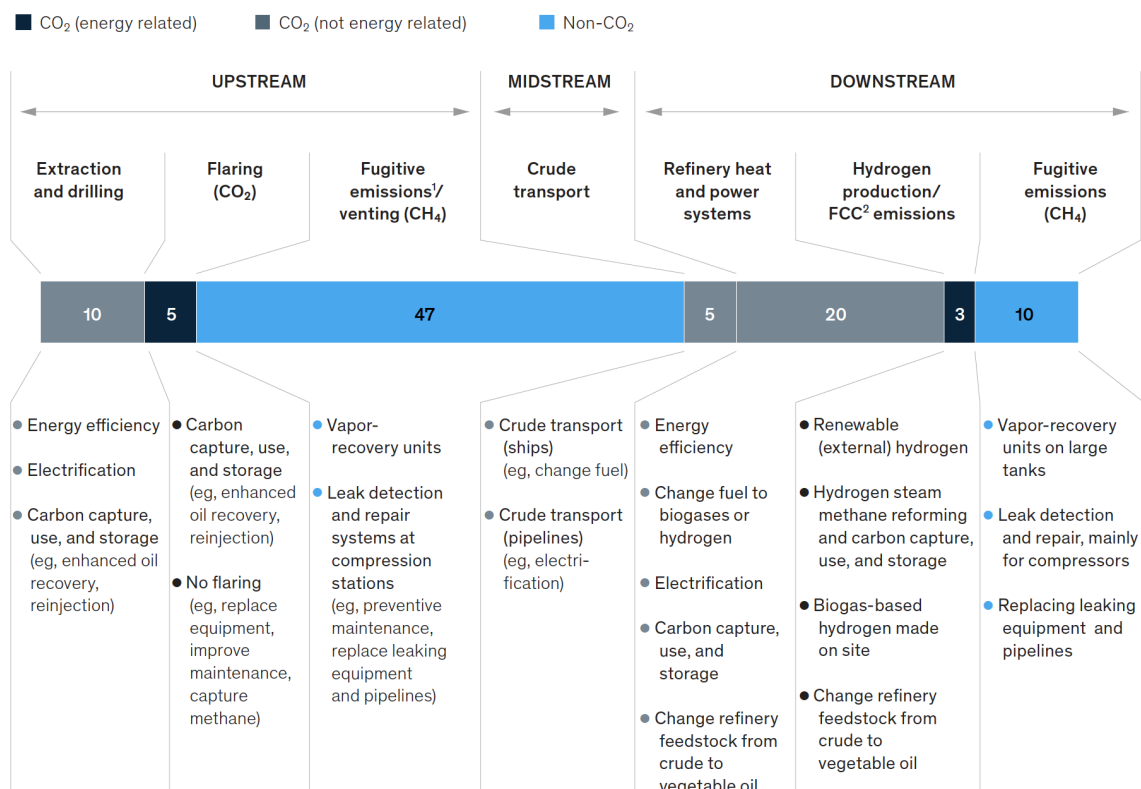 CO₂ (energy related)
CO₂ (not energy related)
Non-CO₂
UPSTREAM
MIDSTREAM
DOWNSTREAM
Extraction
and drilling
Flaring
(CO₂)
Fugitive
emissions¹/
venting (CH₄)
Crude
transport
Refinery heat
and power
systems
Hydrogen
production/
FCC² emissions
Fugitive
emissions
(CH₄)
10
5
47
5
20
3
10
Energy efficiency
Electrification
Carbon capture,
use, and storage
(eg, enhanced oil
recovery,
reinjection)
Carbon
capture, use,
and storage
(eg, enhanced
oil recovery,
reinjection)
No flaring
(eg, replace
equipment,
improve
maintenance,
capture
methane)
Vapor-
recovery units
Leak detection
and repair
systems at
compression
stations
(eg, preventive
maintenance,
replace leaking
equipment
and pipelines)
Crude transport
(ships)
(eg, change fuel)
Crude transport
(pipelines)
(eg, electri-
fication)
Energy
efficiency
Change fuel to
biogases or
hydrogen
Electrification
Carbon capture,
use, and
storage
Change refinery
feedstock from
crude to
vegetable oil
Renewable
(external) hydrogen
Hydrogen steam
methane reforming
and carbon capture,
use, and storage
Biogas-based
hydrogen made
on site
Change refinery
feedstock from
crude to
vegetable oil
Vapor-recovery
units on large
tanks
Leak detection
and repair, mainly
for compressors
Replacing leaking
equipment and
pipelines